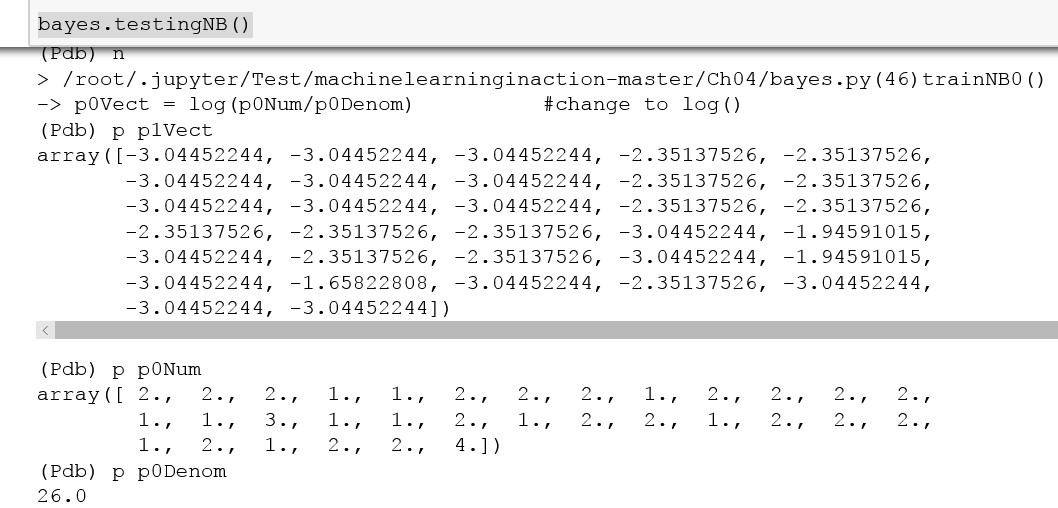 bayes.testingNB()
(Pdb) n
> /root/.jupyter/Test/machinelearninginaction-master/Ch04/bayes.py(46)trainNB0()
-> p0Vect = log(p0Num/p0Denom)          #change to log()
(Pdb) p p1Vect
array([-3.04452244, -3.04452244, -3.04452244, -2.35137526, -2.35137526,
       -3.04452244, -3.04452244, -3.04452244, -2.35137526, -2.35137526,
       -3.04452244, -3.04452244, -3.04452244, -2.35137526, -2.35137526,
       -2.35137526, -2.35137526, -2.35137526, -3.04452244, -1.94591015,
       -3.04452244, -2.35137526, -2.35137526, -3.04452244, -1.94591015,
       -3.04452244, -1.65822808, -3.04452244, -2.35137526, -3.04452244,
       -3.04452244, -3.04452244])
(Pdb) p p0Num
array([ 2.,  2.,  2.,  1.,  1.,  2.,  2.,  2.,  1.,  2.,  2.,  2.,  2.,
        1.,  1.,  3.,  1.,  1.,  2.,  1.,  2.,  2.,  1.,  2.,  2.,  2.,
        1.,  2.,  1.,  2.,  2.,  4.])
(Pdb) p p0Denom
26.0